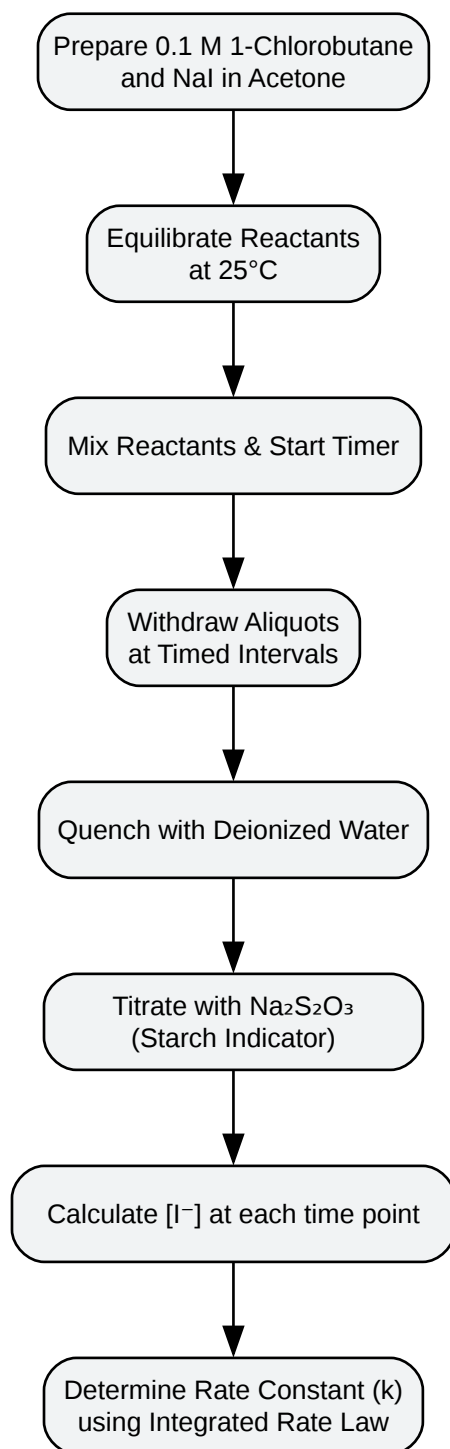 Prepare 0.1 M 1-Chlorobutane
and NaI in Acetone
Equilibrate Reactants
at 25°C
Mix Reactants & Start Timer
Withdraw Aliquots
at Timed Intervals
Quench with Deionized Water
Titrate with Na₂S₂O₃
(Starch Indicator)
Calculate [I⁻] at each time point
Determine Rate Constant (k)
using Integrated Rate Law